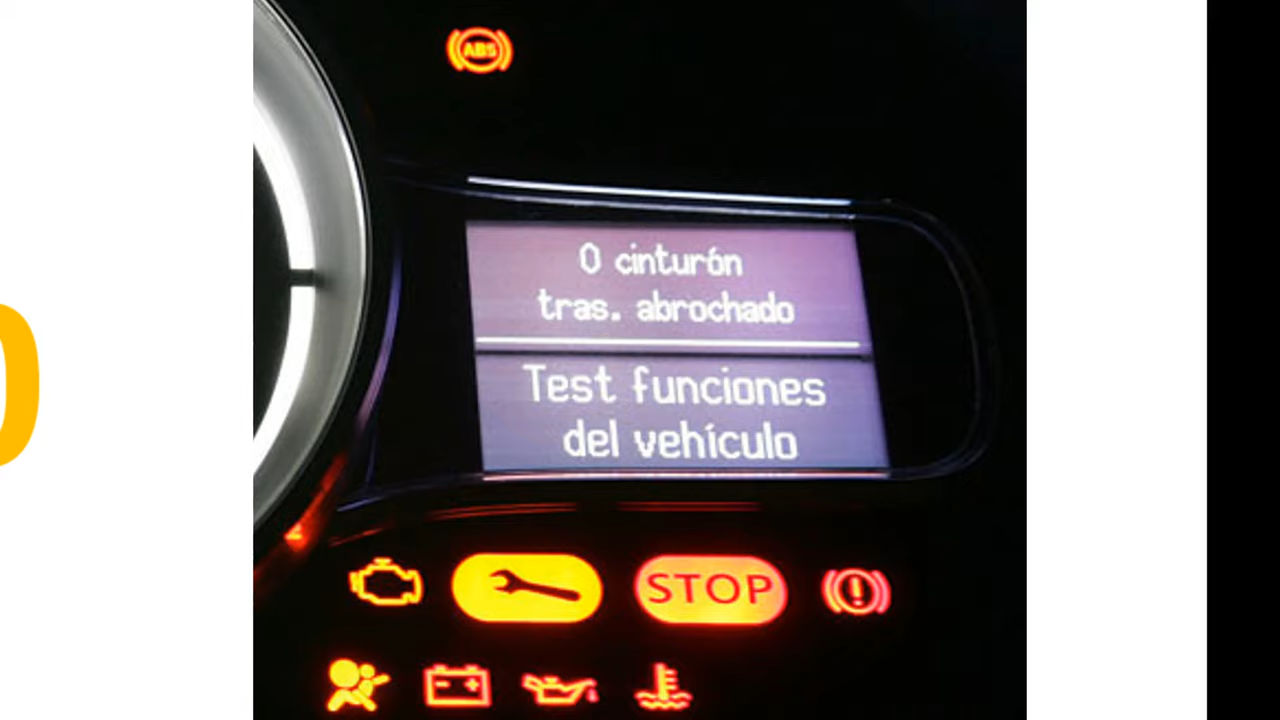 ABS
0 cinturón
tras. abrochado
Test funciones
del vehículo
STOP